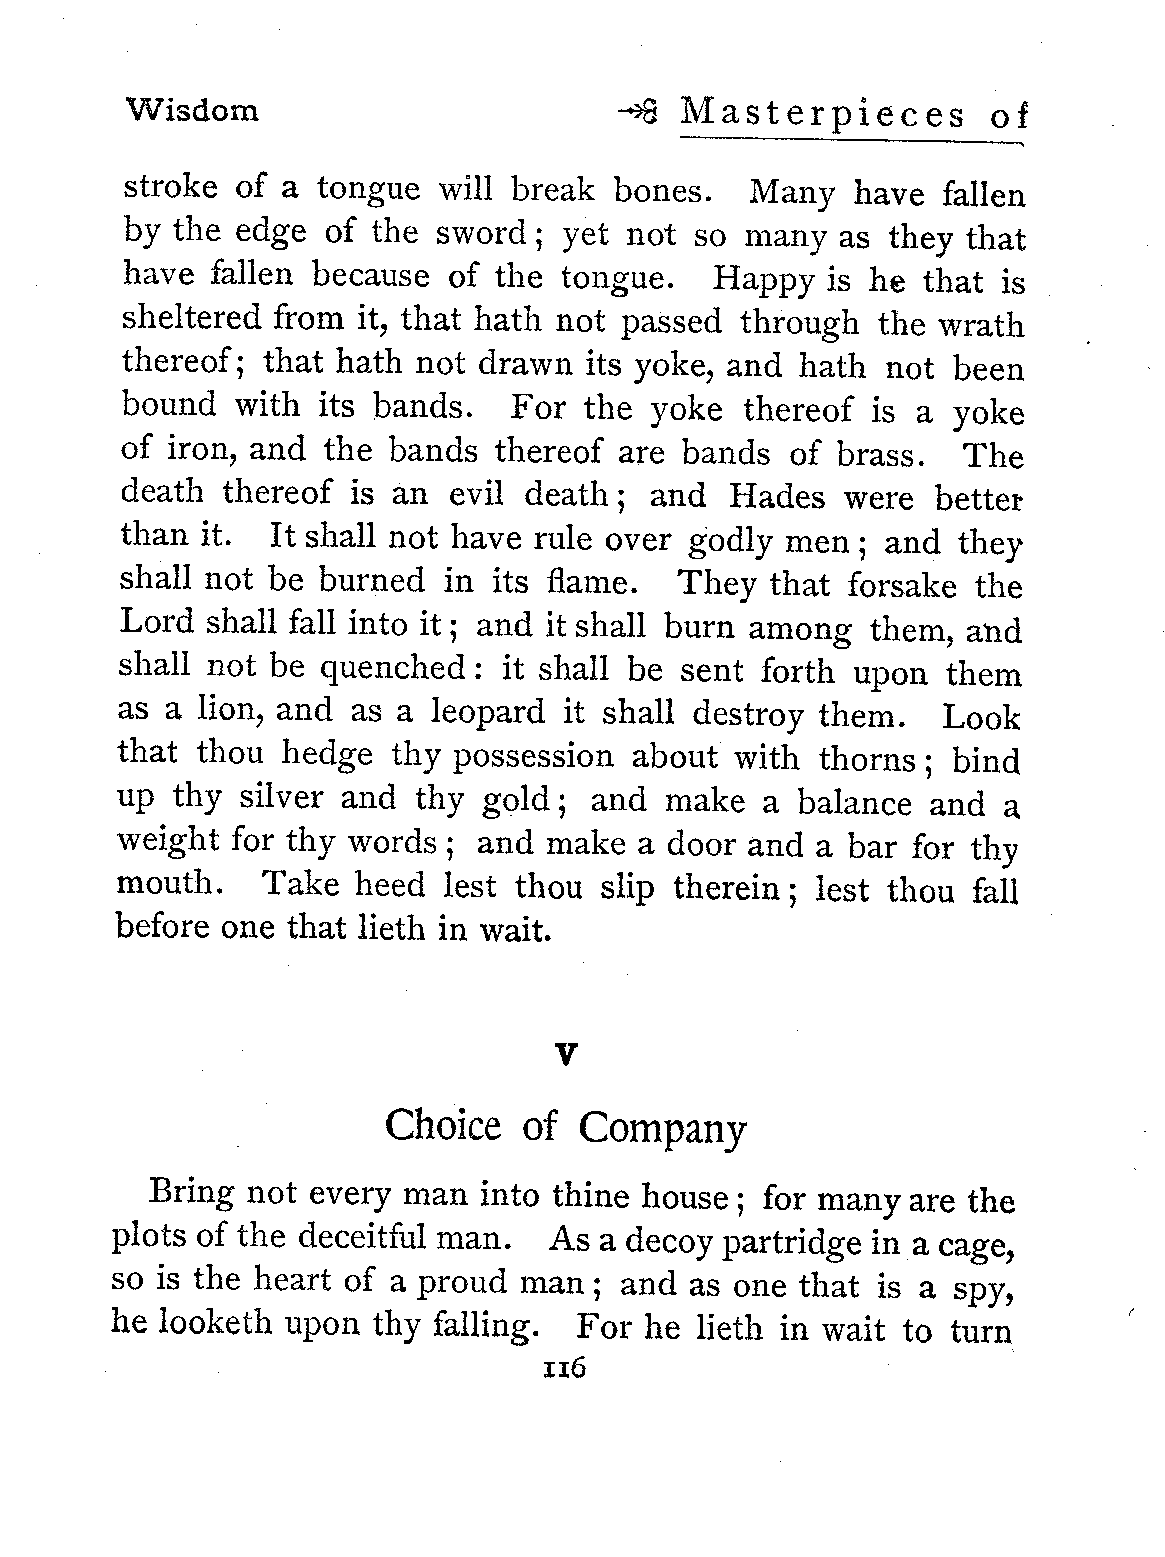 Wisdom Masterpieces of
stroke of a tongue will break bones. Many have fallen
by the edge of the sword; yet not so many as they that
have fallen because of the tongue. Happy is he that is
sheltered from it, that hath not passed through the wrath
thereof; that hath not drawn its yoke, and hath not been
bound with its bands. For the yoke thereof is a yoke
of iron, and the bands thereof are bands of brass. The
death thereof is an evil death; and Hades were better
than it. It shall not have rule over godly men; and they
shall not be burned in its flame. They that forsake the
Lord shall fall into it; and it shall burn among them, and
shall not be quenched: it shall be sent forth upon them
as a lion, and as a leopard it shall destroy them. Look
that thou hedge thy possession about with thorns; bind
up thy silver and thy gold; and make a balance and a
weight for thy words; and make a door and a bar for thy
mouth. Take heed lest thou slip therein; lest thou fall
before one that lieth in wait.
V
Choice of Company
Bring not every man into thine house; for many are the
plots of the deceitful man. As a decoy partridge in a cage,
so is the heart of a proud man; and as one that is a spy,
he looketh upon thy falling. For he lieth in wait to turn
116